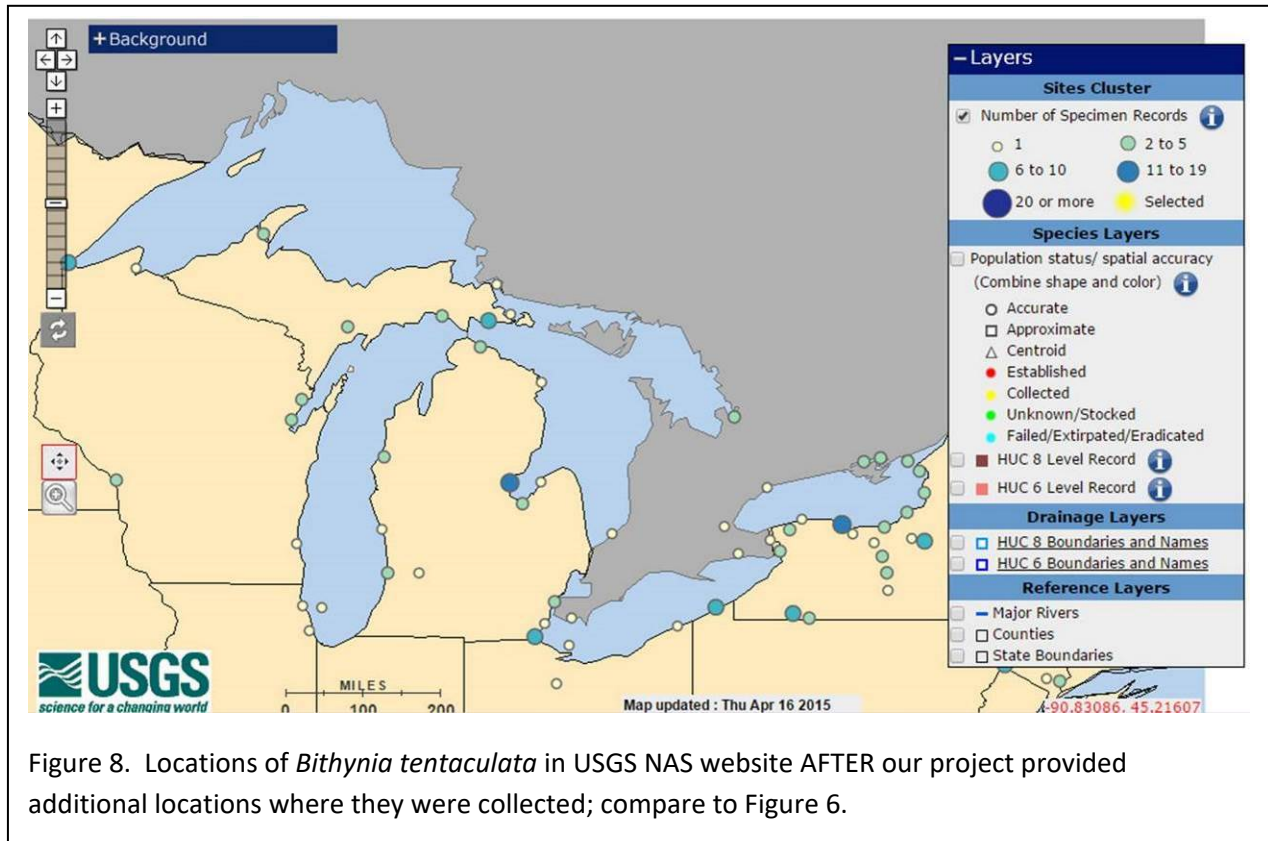 +Background
−Layers
Sites Cluster
Number of Specimen Records i
1
2 to 5
6 to 10
11 to 19
20 or more
Selected
Species Layers
Population status/ spatial accuracy
(Combine shape and color) i
Accurate
Approximate
Centroid
Established
Collected
Unknown/Stocked
Failed/Extirpated/Eradicated
HUC 8 Level Record i
HUC 6 Level Record i
Drainage Layers
HUC 8 Boundaries and Names
HUC 6 Boundaries and Names
Reference Layers
Major Rivers
Counties
State Boundaries
USGS
science for a changing world
MILES
0 100 200
Map updated : Thu Apr 16 2015
-90.83086, 45.21607
Figure 8. Locations of Bithynia tentaculata in USGS NAS website AFTER our project provided
additional locations where they were collected; compare to Figure 6.